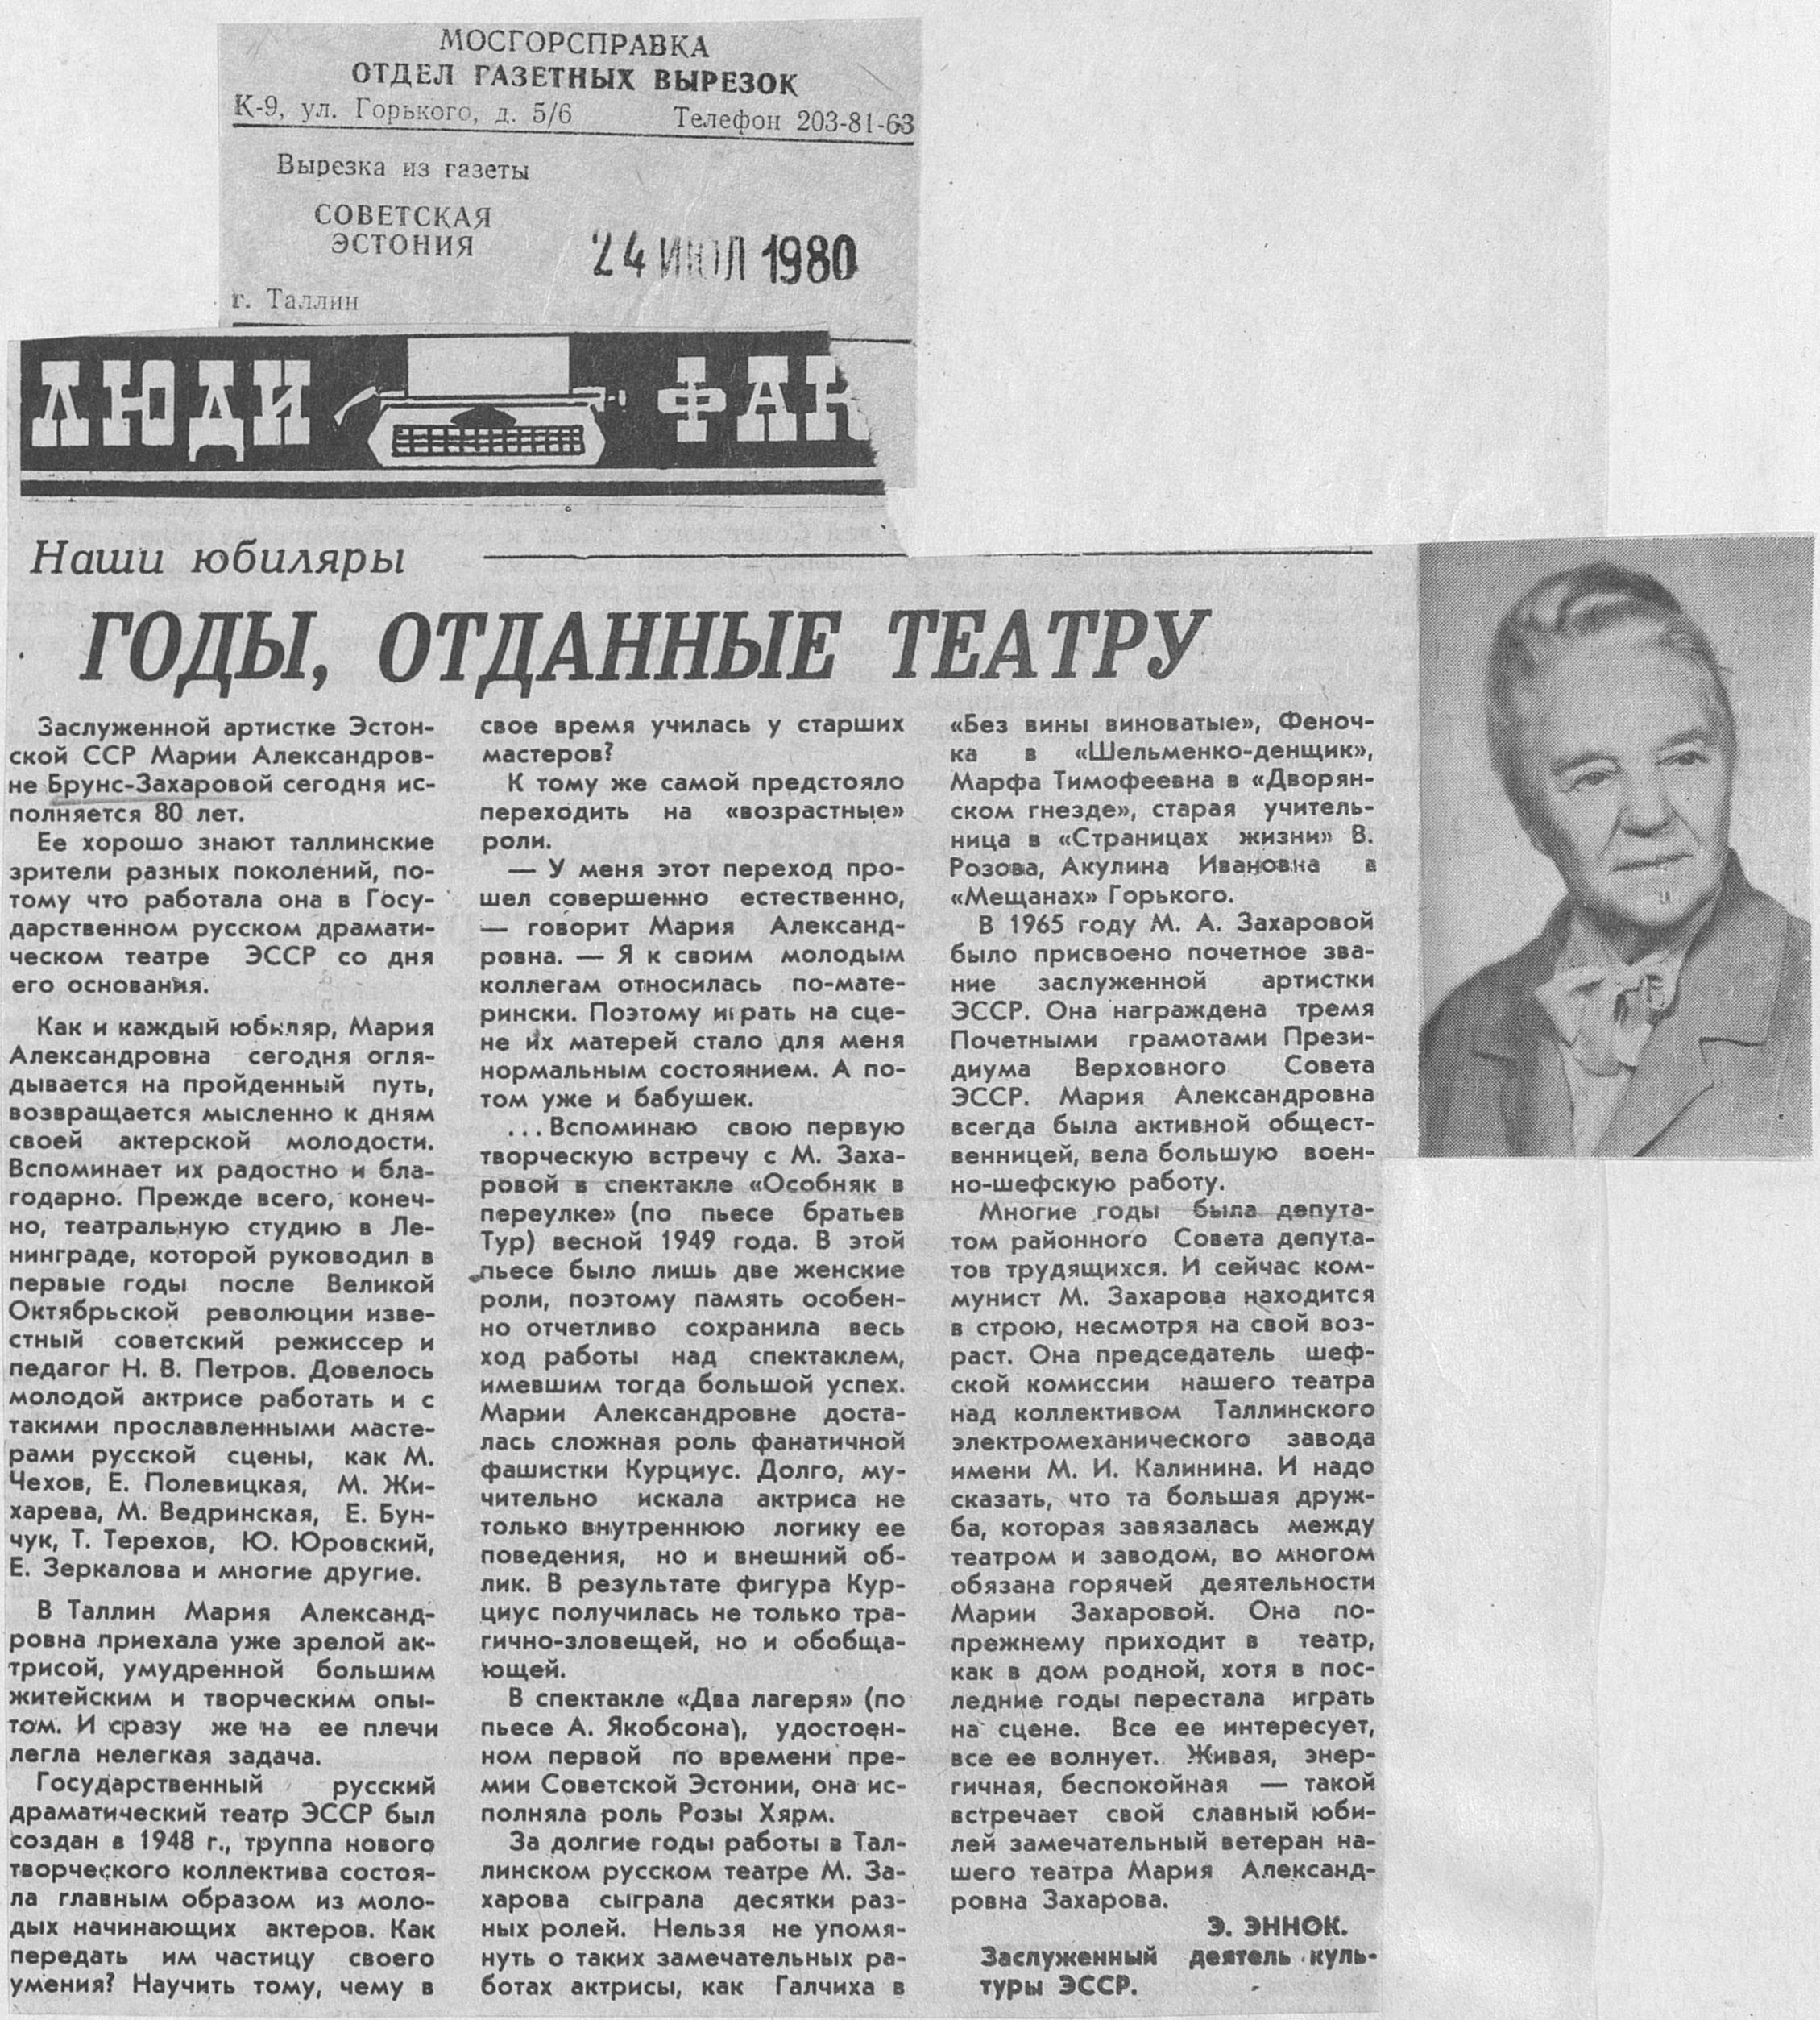 МОСГОРСПРАВКА
ОТДЕЛ ГАЗЕТНЫХ ВЫРЕЗОК
К-9, ул. Горького, д. 5/6 Телефон 203-81-63
Вырезка из газеты
СОВЕТСКАЯ
ЭСТОНИЯ
24 ИЮЛ 1980
г. Таллин
ЛЮДИ ФАК
Наши юбиляры
ГОДЫ, ОТДАННЫЕ ТЕАТРУ
Заслуженной артистке Эстон-
ской ССР Марии Александров-
не Брунс-Захаровой сегодня ис-
полняется 80 лет.
Ее хорошо знают таллинские
зрители разных поколений, по-
тому что работала она в Госу-
дарственном русском драмати-
ческом театре ЭССР со дня
его основания.
Как и каждый юбиляр, Мария
Александровна сегодня огля-
дывается на пройденный путь,
возвращается мысленно к дням
своей актерской молодости.
Вспоминает их радостно и бла-
годарно. Прежде всего, конеч-
но, театральную студию в Ле-
нинграде, которой руководил в
первые годы после Великой
Октябрьской революции изве-
стный советский режиссер и
педагог Н. В. Петров. Довелось
молодой актрисе работать и с
такими прославленными масте-
рами русской сцены, как М.
Чехов, Е. Полевицкая, М. Жи-
харева, М. Ведринская, Е. Бун-
чук, Т. Терехов, Ю. Юровский,
Е. Зеркалова и многие другие.
В Таллин Мария Александ-
ровна приехала уже зрелой ак-
трисой, умудренной большим
житейским и творческим опы-
том. И сразу же на ее плечи
легла нелегкая задача.
Государственный русский
драматический театр ЭССР был
создан в 1948 г., труппа нового
творческого коллектива состоя-
ла главным образом из моло-
дых начинающих актеров. Как
передать им частицу своего
умения? Научить тому, чему в
свое время училась у старших
мастеров?
К тому же самой предстояло
переходить на «возрастные»
роли.
— У меня этот переход про-
шел совершенно естественно,
— говорит Мария Александ-
ровна. — Я к своим молодым
коллегам относилась по-мате-
рински. Поэтому играть на сце-
не их матерей стало для меня
нормальным состоянием. А по-
том уже и бабушек.
...Вспоминаю свою первую
творческую встречу с М. Заха-
ровой в спектакле «Особняк в
переулке» (по пьесе братьев
Тур) весной 1949 года. В этой
пьесе было лишь две женские
роли, поэтому память особен-
но отчетливо сохранила весь
ход работы над спектаклем,
имевшим тогда большой успех.
Марии Александровне доста-
лась сложная роль фанатичной
фашистки Курциус. Долго, му-
чительно искала актриса не
только внутреннюю логику ее
поведения, но и внешний об-
лик. В результате фигура Кур-
циус получилась не только тра-
гично-зловещей, но и обобща-
ющей.
В спектакле «Два лагеря» (по
пьесе А. Якобсона), удостоен-
ном первой по времени пре-
мии Советской Эстонии, она ис-
полняла роль Розы Хярм.
За долгие годы работы в Тал-
линском русском театре М. За-
харова сыграла десятки раз-
ных ролей. Нельзя не упомя-
нуть о таких замечательных ра-
ботах актрисы, как Галчиха в
«Без вины виноватые», Феноч-
ка в «Шельменко-денщик»,
Марфа Тимофеевна в «Дворян-
ском гнезде», старая учитель-
ница в «Страницах жизни» В.
Розова, Акулина Ивановна в
«Мещанах» Горького.
В 1965 году М. А. Захаровой
было присвоено почетное зва-
ние заслуженной артистки
ЭССР. Она награждена тремя
Почетными грамотами Прези-
диума Верховного Совета
ЭССР. Мария Александровна
всегда была активной общест-
венницей, вела большую воен-
но-шефскую работу.
Многие годы была депута-
том районного Совета депута-
тов трудящихся. И сейчас ком-
мунист М. Захарова находится
в строю, несмотря на свой воз-
раст. Она председатель шеф-
ской комиссии нашего театра
над коллективом Таллинского
электромеханического завода
имени М. И. Калинина. И надо
сказать, что та большая друж-
ба, которая завязалась между
театром и заводом, во многом
обязана горячей деятельности
Марии Захаровой. Она по-
прежнему приходит в театр,
как в дом родной, хотя в пос-
ледние годы перестала играть
на сцене. Все ее интересует,
все ее волнует. Живая, энер-
гичная, беспокойная — такой
встречает свой славный юби-
лей замечательный ветеран на-
шего театра Мария Александ-
ровна Захарова.
Э. ЭННОК.
Заслуженный деятель куль-
туры ЭССР.